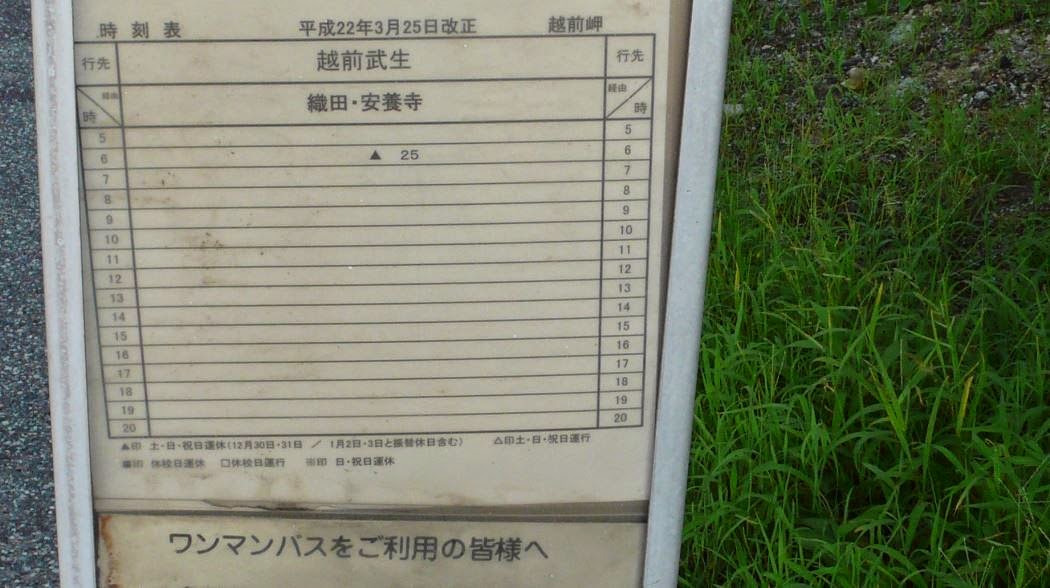 時刻表 平成22年3月25日改正 越前岬
行先 越前武生 行先
経由 時 織田・安養寺 経由 時
5 5
6 ▲ 25 6
7 7
8 8
9 9
10 10
11 11
12 12
13 13
14 14
15 15
16 16
17 17
18 18
19 19
20 20
▲印 土・日・祝日運休(12月30日・31日 / 1月2日・3日と振替休日含む) △印土・日・祝日運行
■印 休校日運休 □休校日運行 ※印 日・祝日運休
ワンマンバスをご利用の皆様へ